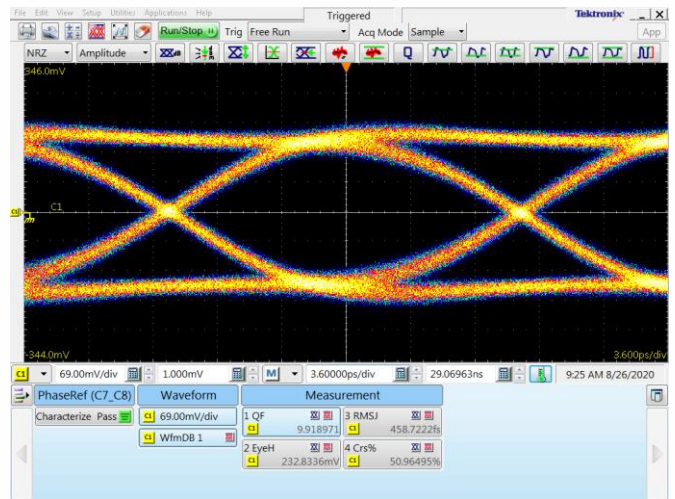 File Edit View Setup Utilities Applications Help Triggered Tektronix
Run/Stop Trig Free Run Acq Mode Sample App
NRZ Amplitude Q
346.0mV
C1
C1
-344.0mV 3.600ps/div
C1 69.00mV/div 1.000mV M 3.60000ps/div 29.06963ns 9:25 AM 8/26/2020
PhaseRef (C7_C8) Waveform Measurement
Characterize Pass C1 69.00mV/div 1 QF 3 RMSJ
C1 9.918971 C1 458.7222fs
C1 WfmDB 1 2 EyeH 4 Crs%
C1 232.8336mV C1 50.96495%